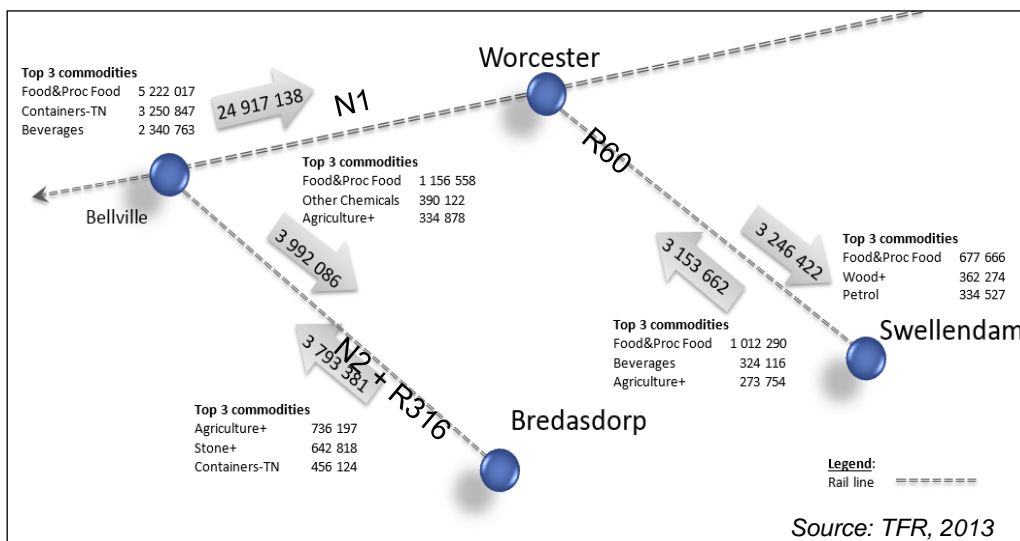 Worcester
Top 3 commodities
Food&Proc Food 5 222 017
Containers-TN 3 250 847
Beverages 2 340 763
24 917 138
N1
Bellville
Top 3 commodities
Food&Proc Food 1 156 558
Other Chemicals 390 122
Agriculture+ 334 878
R60
3 992 086
3 153 662
3 246 422
Top 3 commodities
Food&Proc Food 677 666
Wood+ 362 274
Petrol 334 527
Top 3 commodities
Food&Proc Food 1 012 290
Beverages 324 116
Agriculture+ 273 754
Swellendam
3 793 381
N2 + R316
Top 3 commodities
Agriculture+ 736 197
Stone+ 642 818
Containers-TN 456 124
Bredasdorp
Legend:
Rail line
Source: TFR, 2013